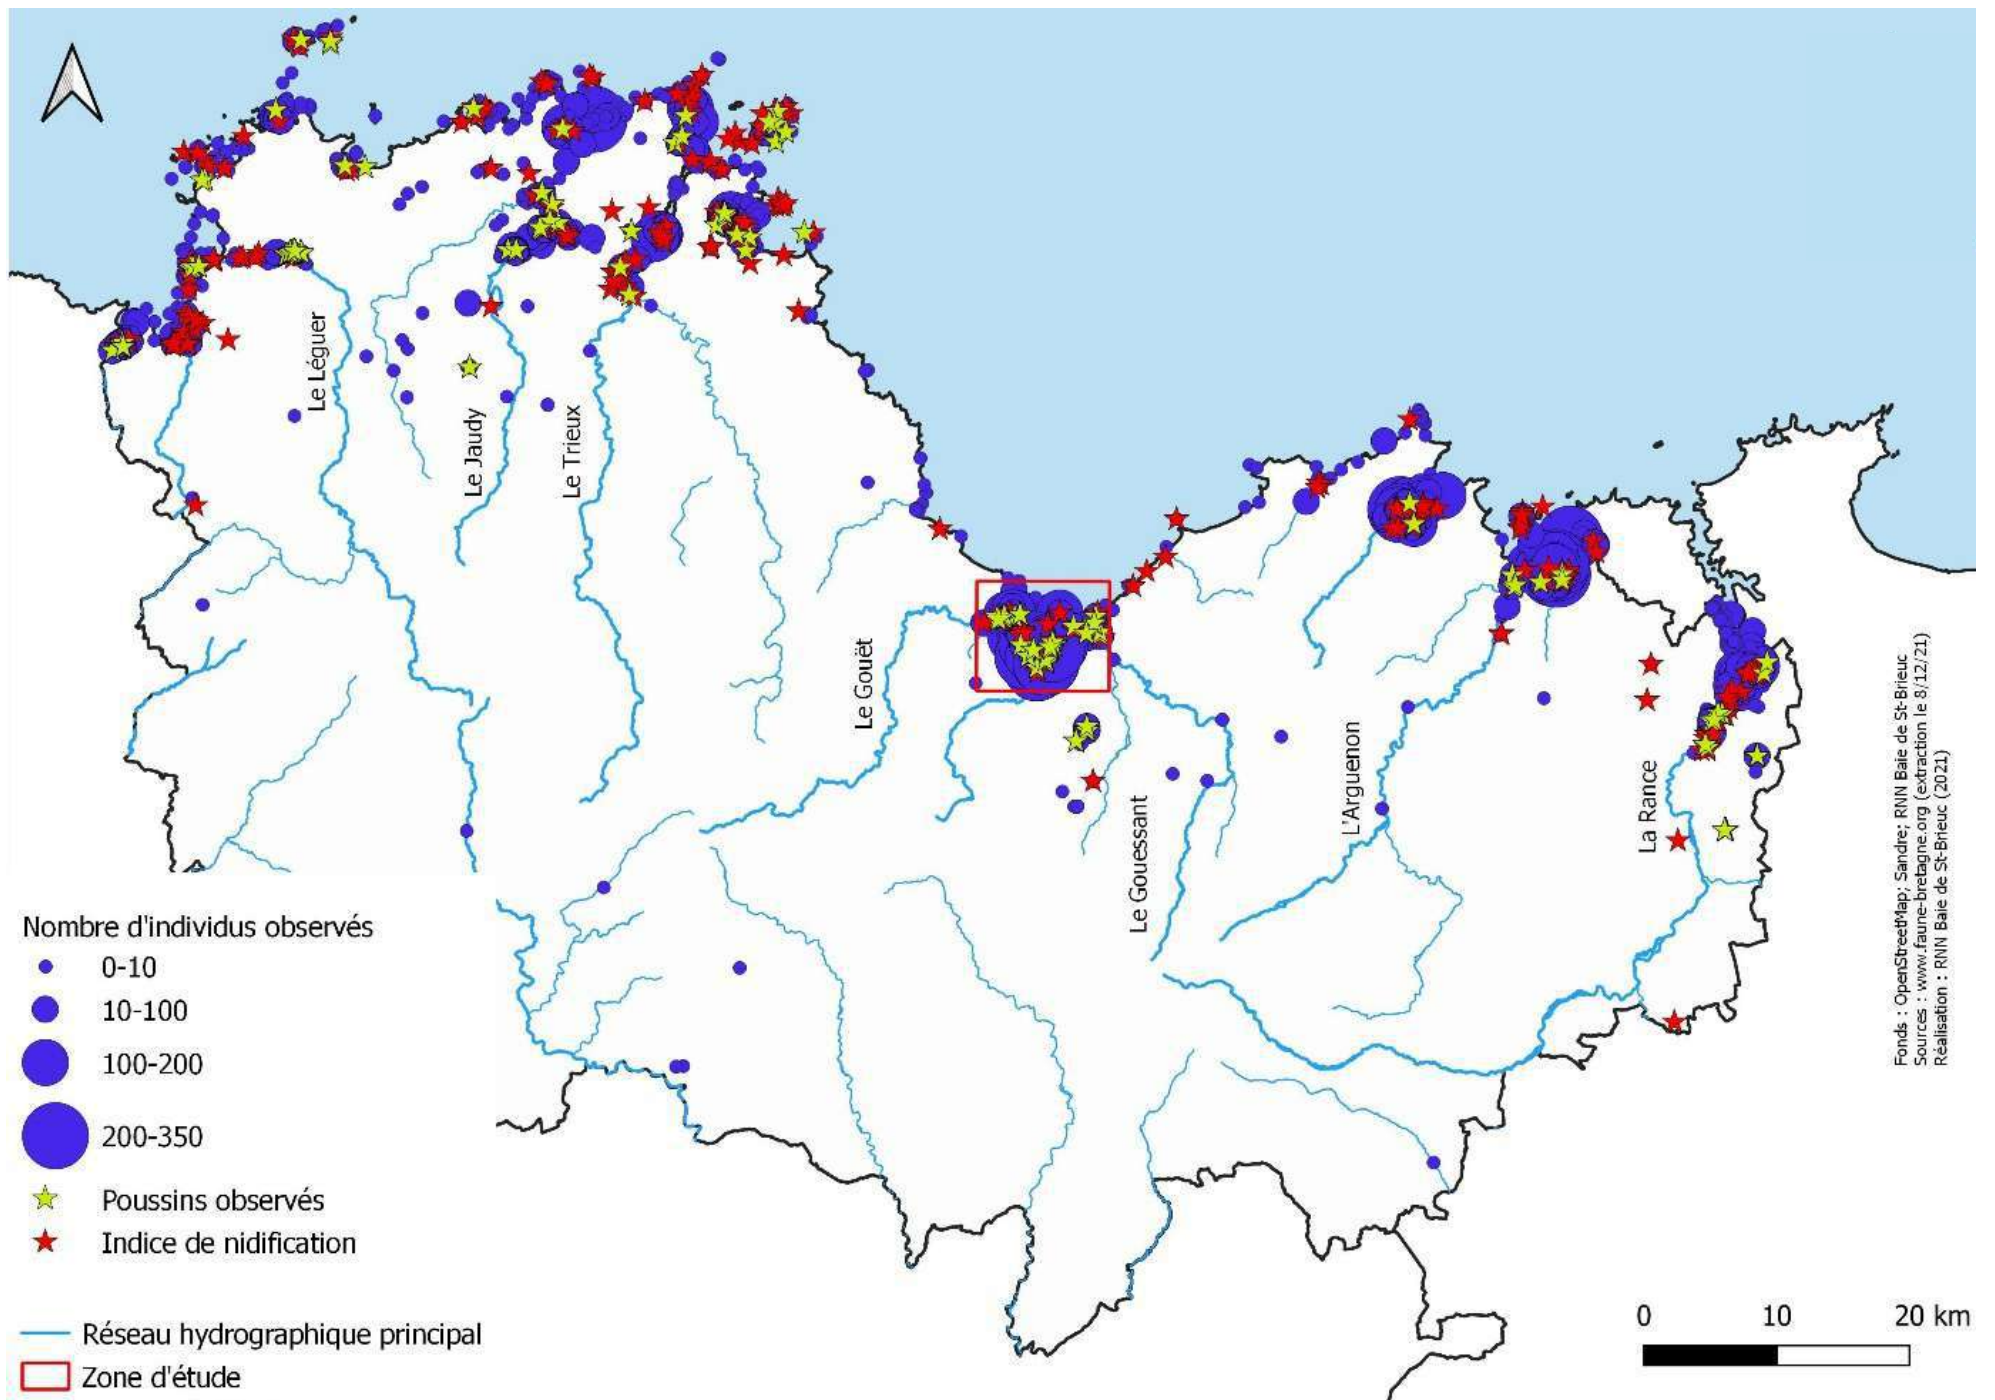 Le Léguer
Le Jaudy
Le Trieux
Le Gouët
Le Gouessant
L'Arguenon
La Rance
Fonds : OpenStreetMap; Sandre; RNN Baie de St-Brieuc
Sources : www.faune-bretagne.org (extraction le 8/12/21)
Réalisation : RNN Baie de St-Brieuc (2021)
Nombre d'individus observés
0-10
10-100
100-200
200-350
Poussins observés
Indice de nidification
Réseau hydrographique principal
Zone d'étude
0 10 20 km